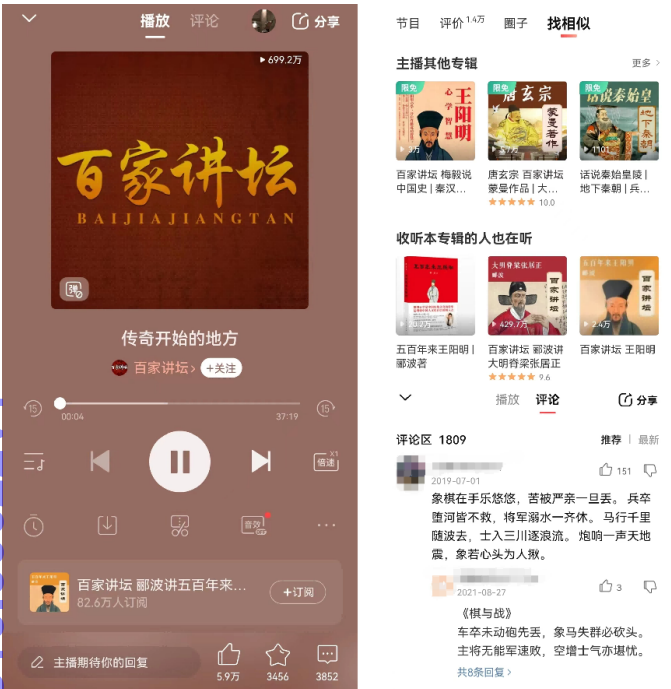 播放
评论
分享
699.2万
百家讲坛
BAIJIAJIANGTAN
弹
传奇开始的地方
百家讲坛
+关注
15
15
00:04
37:19
X1
倍速
音效
百家讲坛 郦波讲五百年来...
82.6万人订阅
+订阅
主播期待你的回复
5.9万
3456
3852
节目
评价 1.4万
圈子
找相似
主播其他专辑
更多
限免
王阳明
心学智慧
限免
唐玄宗
蒙曼著作
限免
话说秦始皇
地下秦朝
1101
百家讲坛 梅毅说
中国史 | 秦汉...
唐玄宗 百家讲坛
蒙曼作品 | 大...
10.0
话说秦始皇陵 |
地下秦朝 | 兵...
收听本专辑的人也在听
20.2万
大明脊梁张居正
郦波
百家讲坛
429.7万
五百年来王阳明
郦波
百家讲坛
2.4万
五百年来王阳明 |
郦波著
百家讲坛 郦波讲
大明脊梁张居正
9.6
百家讲坛 王阳明
播放
评论
分享
评论区 1809
推荐
最新
2019-07-01
151
象棋在手乐悠悠，苦被严亲一旦丢。兵卒
堕河皆不救，将军溺水一齐休。马行千里
随波去，士入三川逐浪流。炮响一声天地
震，象若心头为人揪。
2021-08-27
3
《棋与战》
车卒未动砲先丢，象马失群必砍头。
主将无能军速败，空增士气亦堪忧。
共8条回复